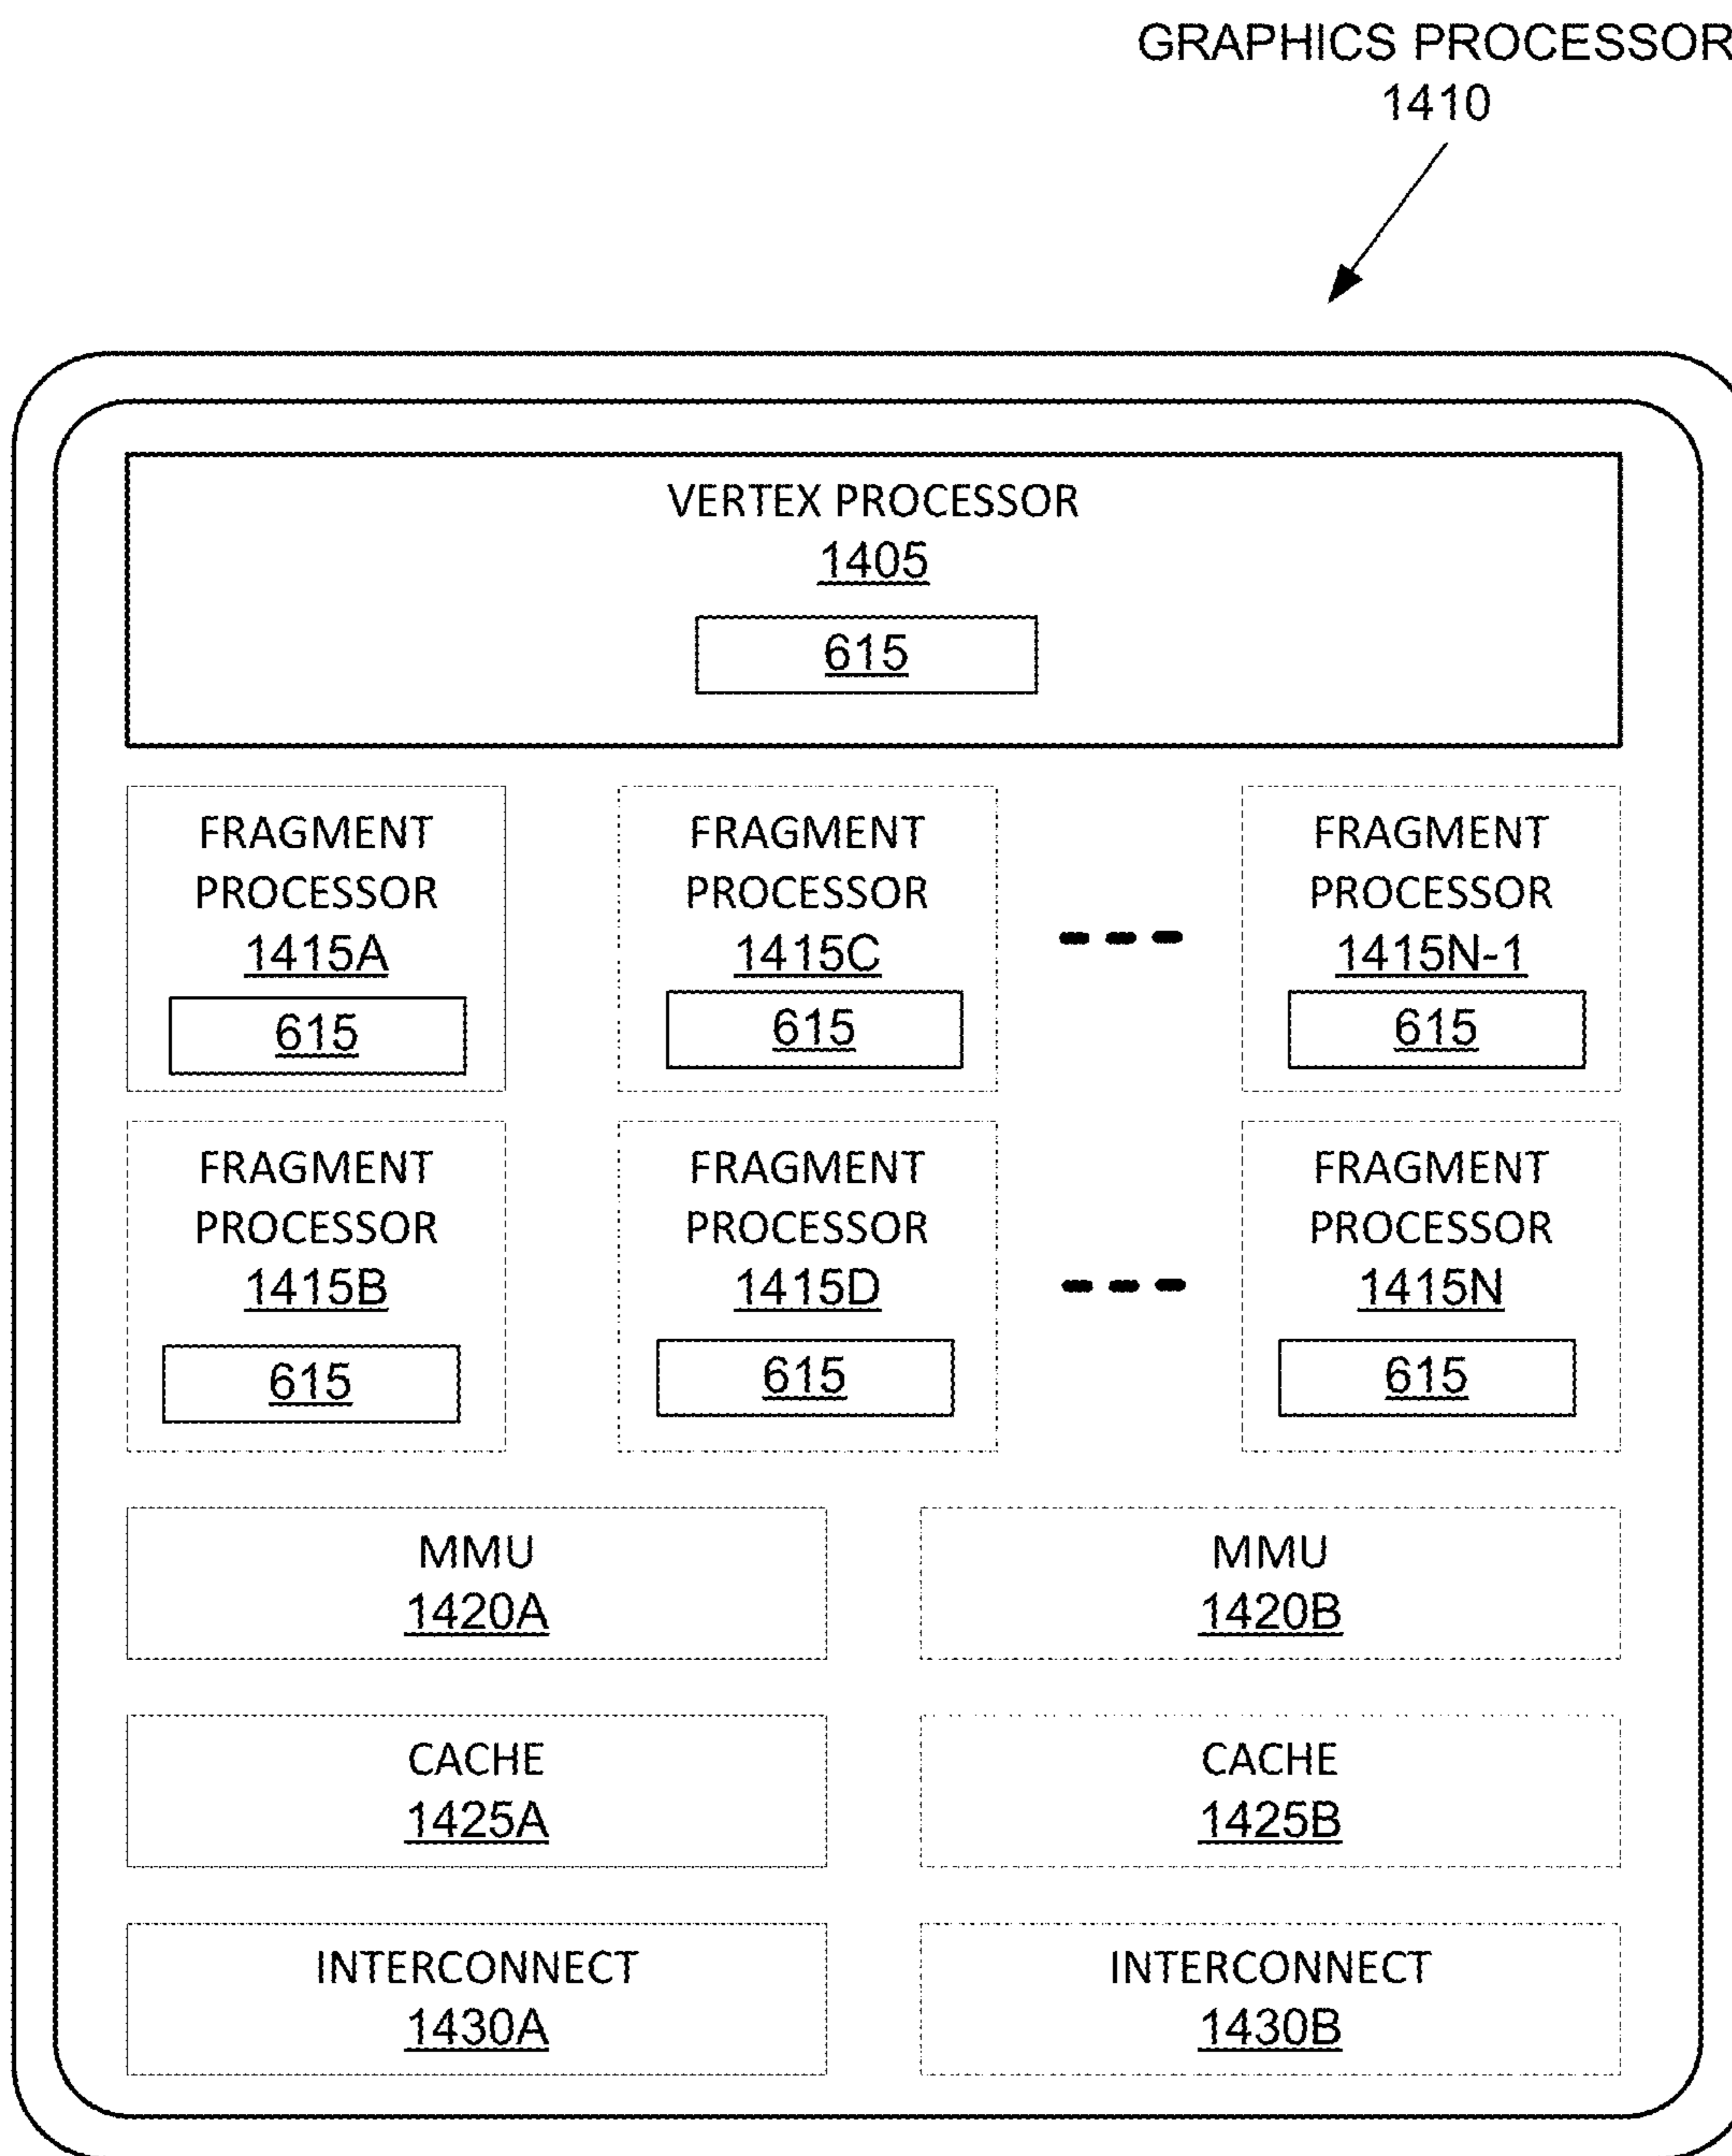 GRAPHICS PROCESSOR
1410
VERTEX PROCESSOR
1405
615
FRAGMENT
PROCESSOR
1415A
615
FRAGMENT
PROCESSOR
1415C
615
FRAGMENT
PROCESSOR
1415N-1
615
FRAGMENT
PROCESSOR
1415B
615
FRAGMENT
PROCESSOR
1415D
615
FRAGMENT
PROCESSOR
1415N
615
MMU
1420A
MMU
1420B
CACHE
1425A
CACHE
1425B
INTERCONNECT
1430A
INTERCONNECT
1430B